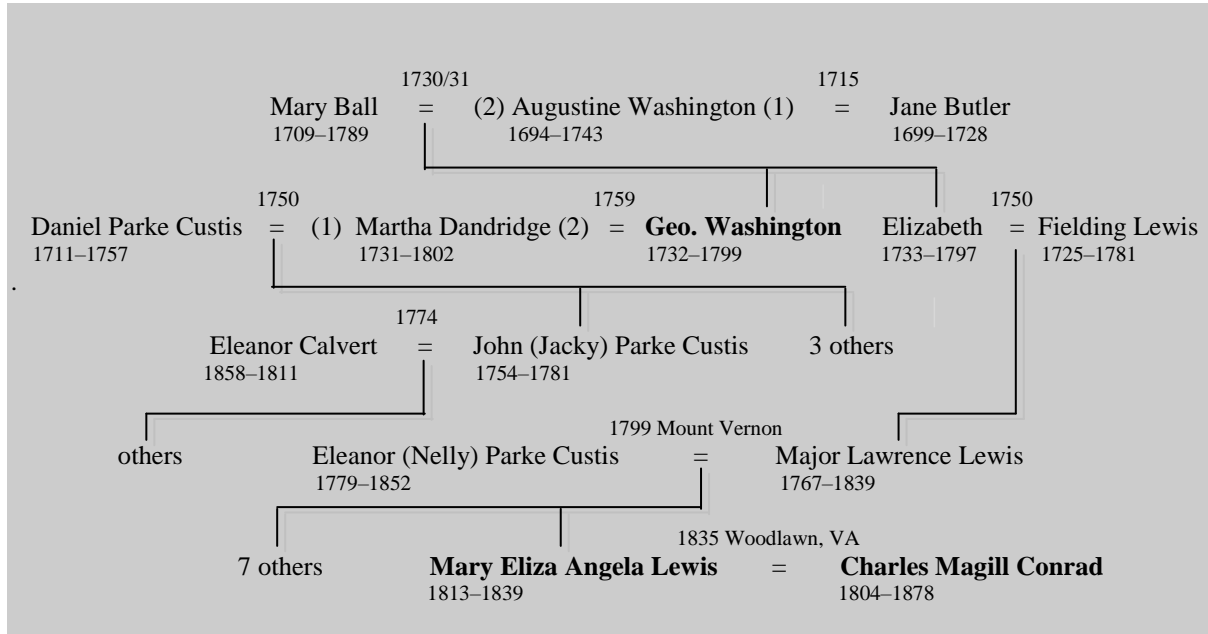 1730/31 1715
Mary Ball = (2) Augustine Washington (1) = Jane Butler
1709–1789 1694–1743 1699–1728
1750 1759 1750
Daniel Parke Custis = (1) Martha Dandridge (2) = Geo. Washington Elizabeth = Fielding Lewis
1711–1757 1731–1802 1732–1799 1733–1797 1725–1781
.
1774
Eleanor Calvert = John (Jacky) Parke Custis 3 others
1858–1811 1754–1781
1799 Mount Vernon
others Eleanor (Nelly) Parke Custis = Major Lawrence Lewis
1779–1852 1767–1839
1835 Woodlawn, VA
7 others Mary Eliza Angela Lewis = Charles Magill Conrad
1813–1839 1804–1878